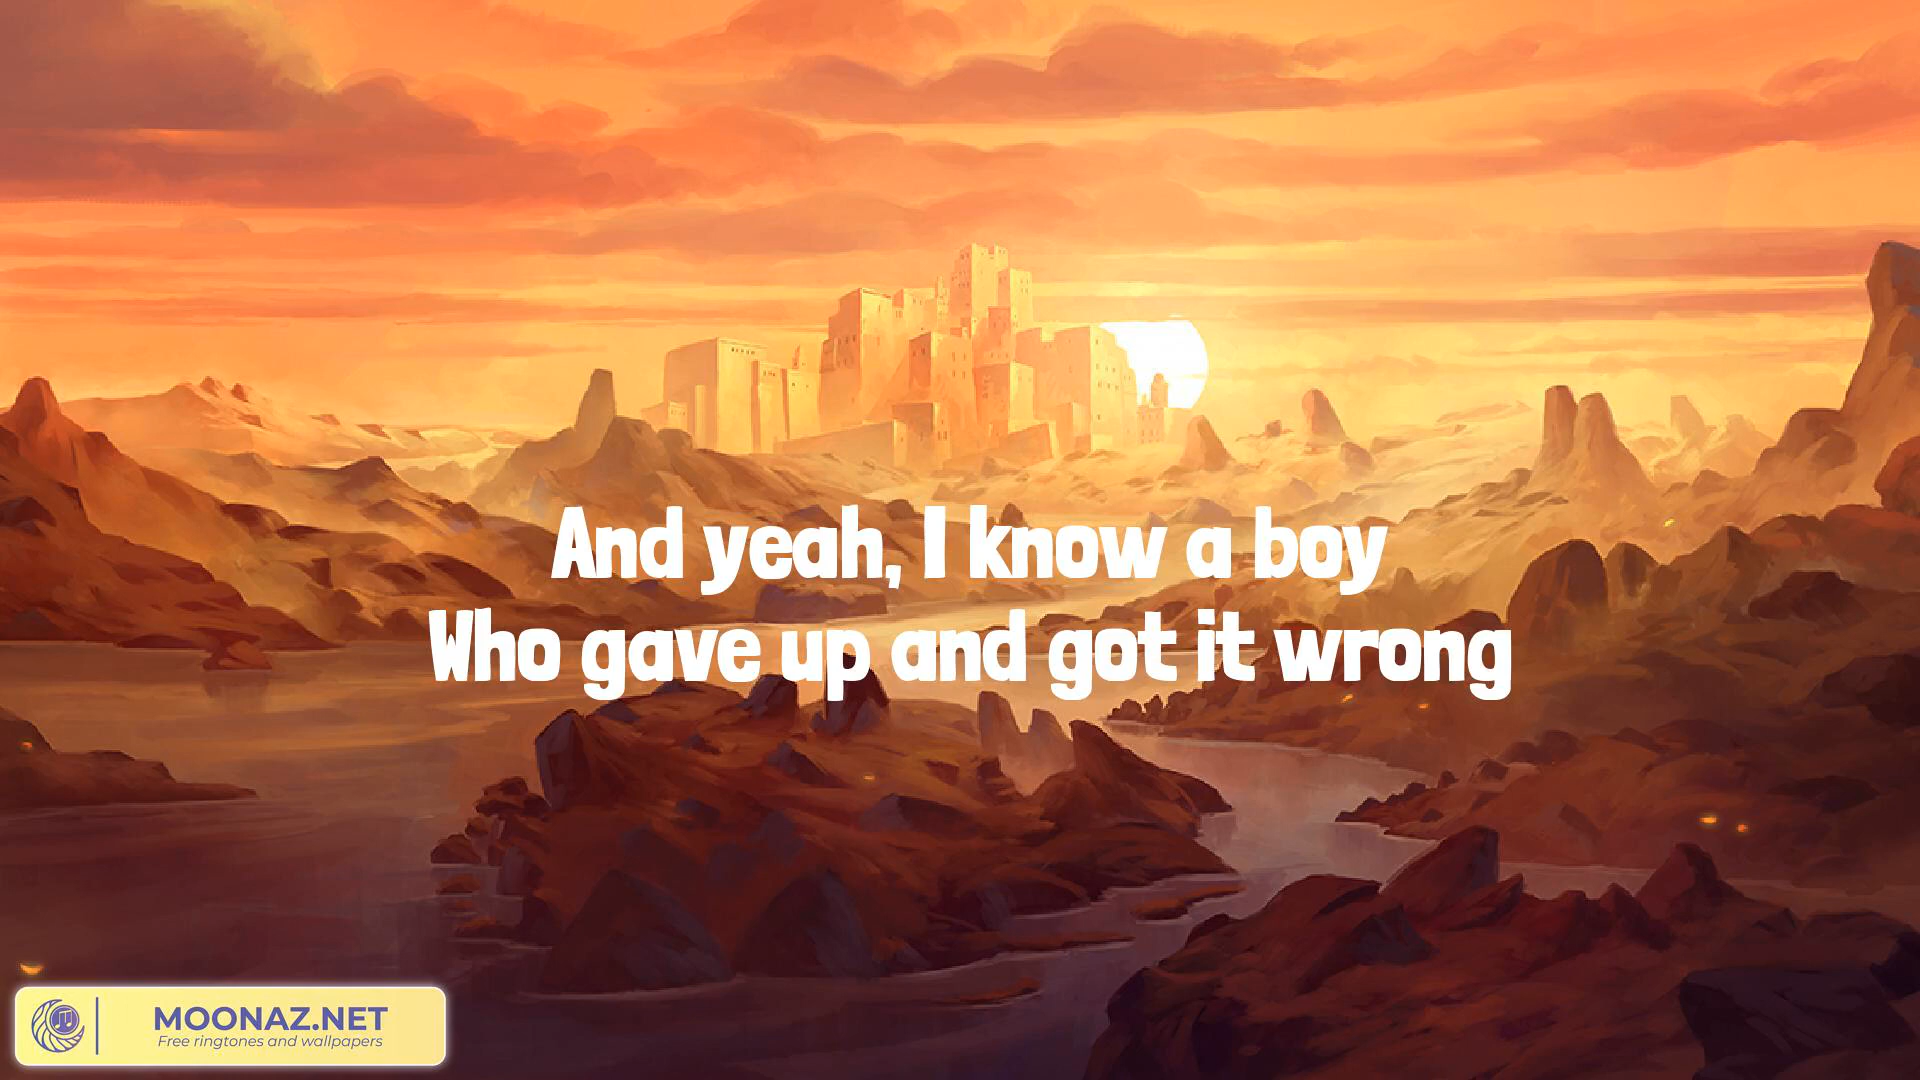 And yeah, I know a boy
Who gave up and got it wrong
MOONAZ.NET
Free ringtones and wallpapers